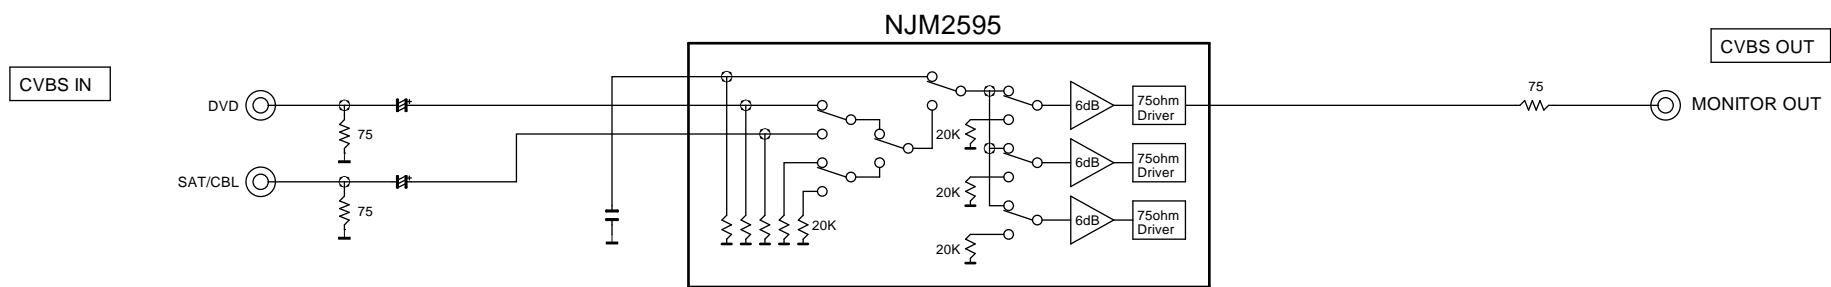 NJM2595
CVBS IN
CVBS OUT
DVD
75
SAT/CBL
75
20K
20K
6dB
75ohm
Driver
20K
6dB
75ohm
Driver
20K
6dB
75ohm
Driver
75
MONITOR OUT